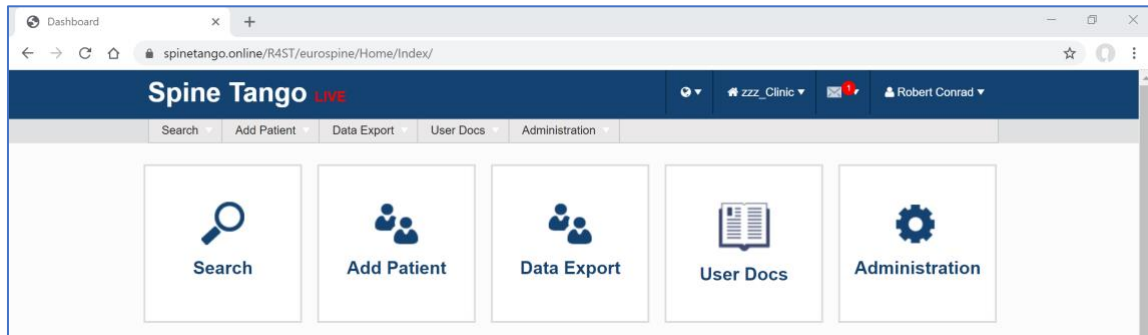 Dashboard
spinetango.online/R4ST/eurospine/Home/Index/
Spine Tango LIVE
zzz_Clinic
1
Robert Conrad
Search Add Patient Data Export User Docs Administration
Search Add Patient Data Export User Docs Administration